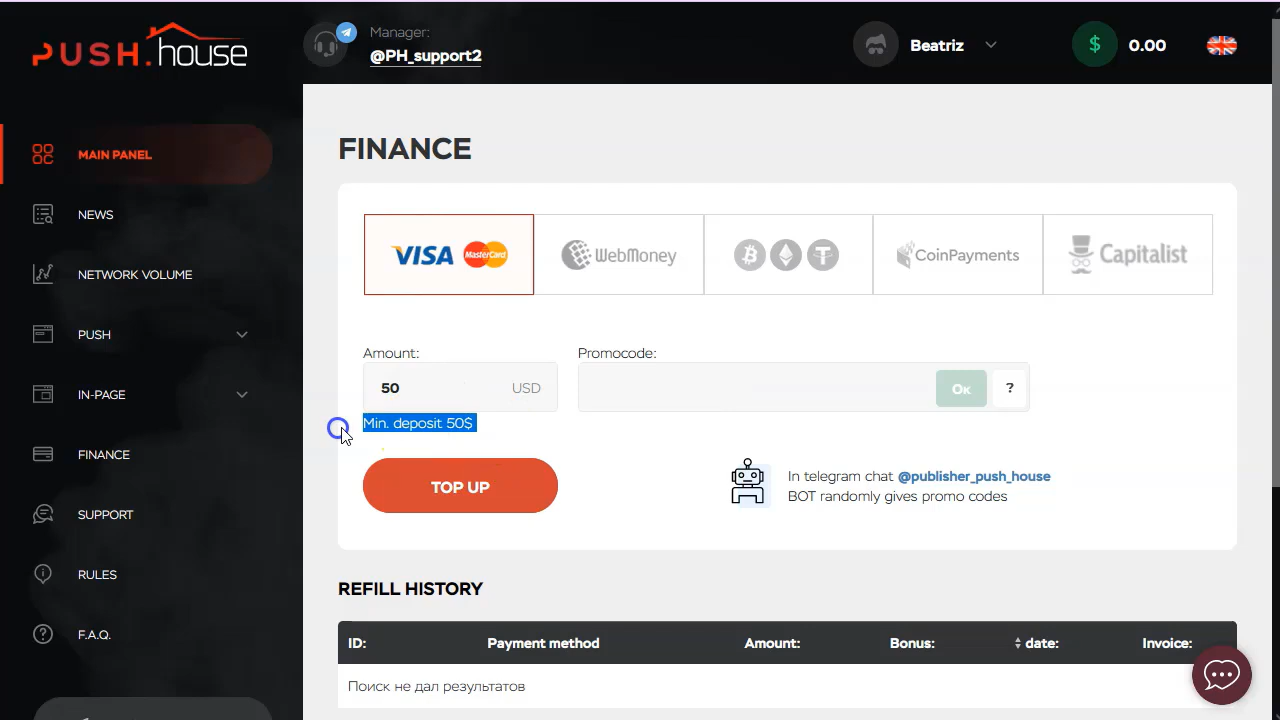 PUSH.house
Manager:
@PH_support2
Beatriz
$
0.00
MAIN PANEL
NEWS
NETWORK VOLUME
PUSH
IN-PAGE
FINANCE
SUPPORT
RULES
F.A.Q.
FINANCE
VISA MasterCard
WebMoney
CoinPayments
Capitalist
Amount:
Promocode:
50 USD
Ок
?
Min. deposit 50$
TOP UP
In telegram chat @publisher_push_house
BOT randomly gives promo codes
REFILL HISTORY
ID: Payment method Amount: Bonus: date: Invoice:
Поиск не дал результатов